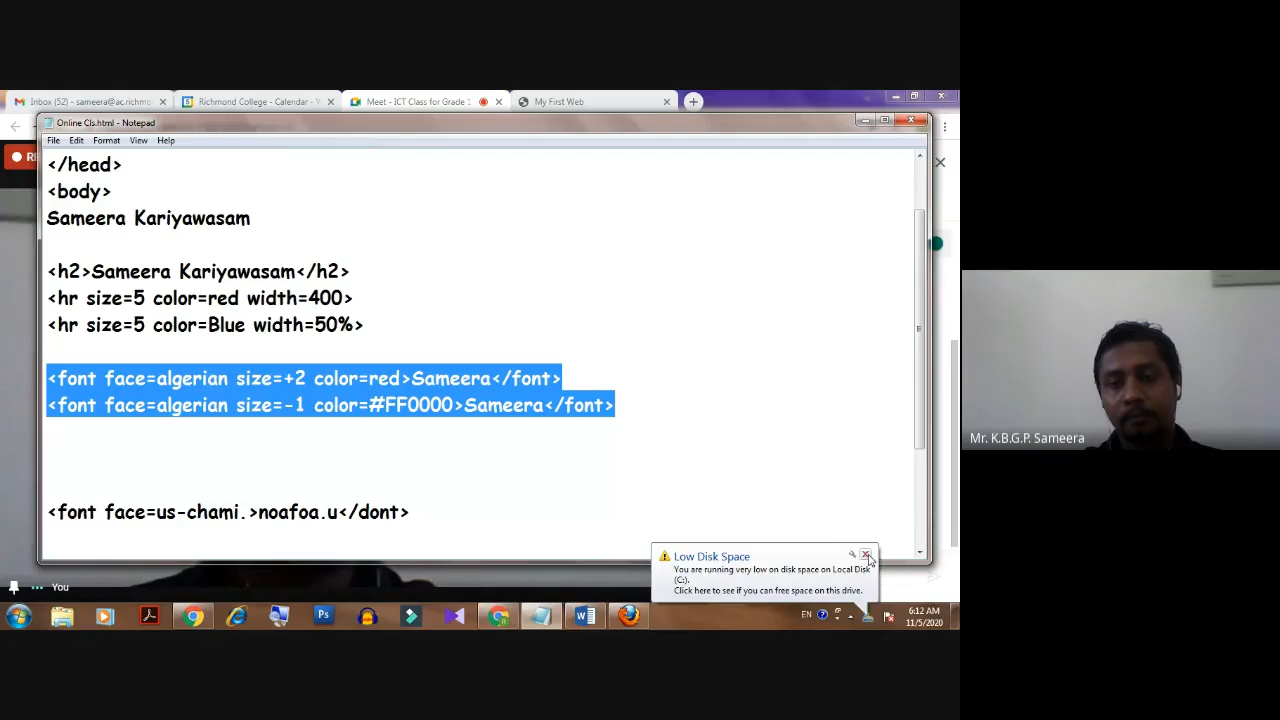 Inbox (52) - sameera@ac.richmo
Richmond College - Calendar - V
Meet - ICT Class for Grade 1
My First Web
Online Cls.html - Notepad
File Edit Format View Help
</head>
<body>
Sameera Kariyawasam
<h2>Sameera Kariyawasam</h2>
<hr size=5 color=red width=400>
<hr size=5 color=Blue width=50%>
<font face=algerian size=+2 color=red>Sameera</font>
<font face=algerian size=-1 color=#FF0000>Sameera</font>
<font face=us-chami.>noafoa.u</dont>
Mr. K.B.G.P. Sameera
Low Disk Space
You are running very low on disk space on Local Disk
(C:).
Click here to see if you can free space on this drive.
You
Ps
EN
6:12 AM
11/5/2020